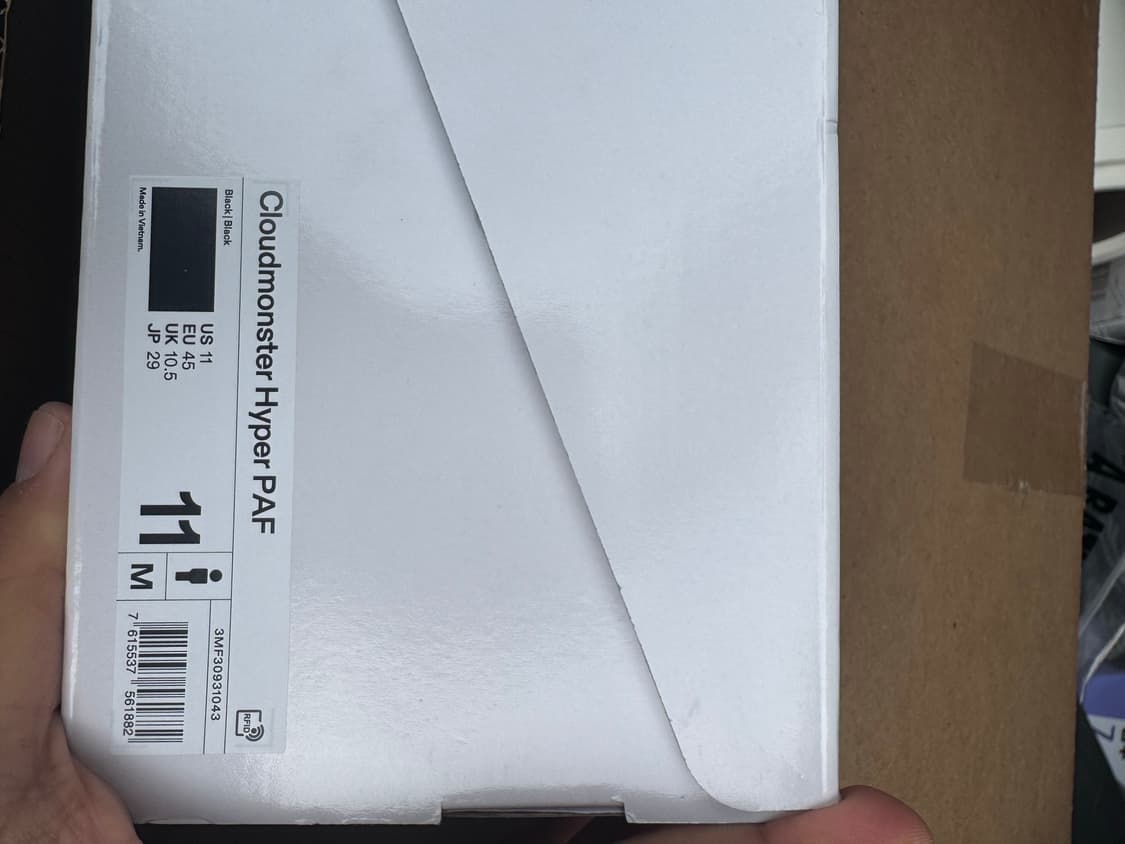 Cloudmonster Hyper PAF
RFID
Black | Black
Made in Vietnam.
US 11
EU 45
UK 10.5
JP 29
11
M
3MF30931043
7 615537 561882